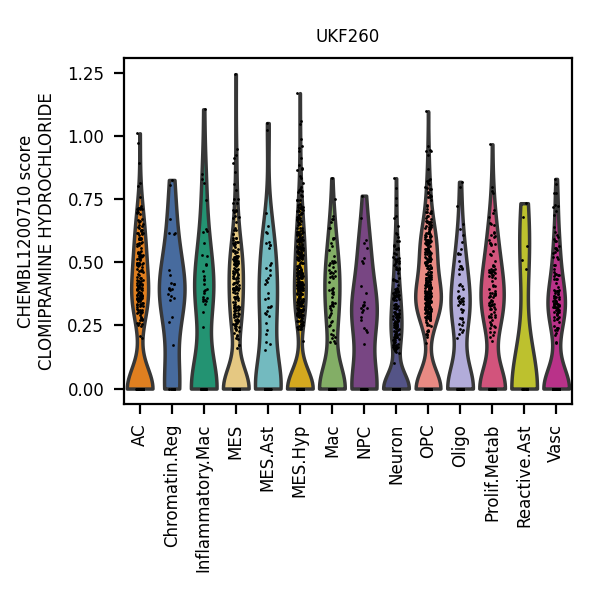 UKF260
CHEMBL1200710 score
CLOMIPRAMINE HYDROCHLORIDE
1.25
1.00
0.75
0.50
0.25
0.00
AC
Chromatin.Reg
Inflammatory.Mac
MES
MES.Ast
MES.Hyp
Mac
NPC
Neuron
OPC
Oligo
Prolif.Metab
Reactive.Ast
Vasc